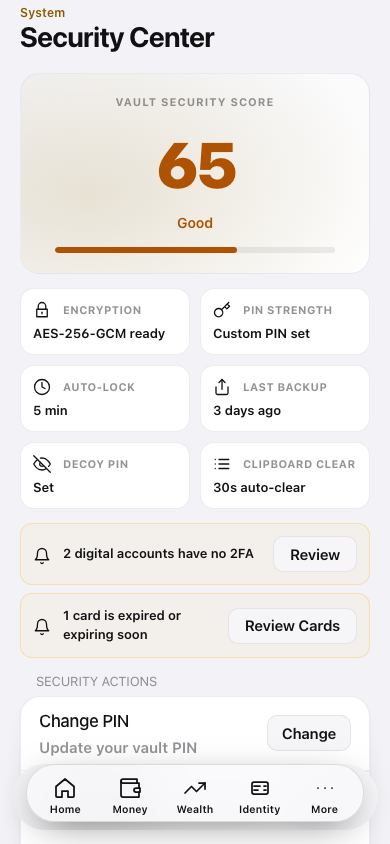 System
Security Center
VAULT SECURITY SCORE
65
Good
ENCRYPTION
AES-256-GCM ready
PIN STRENGTH
Custom PIN set
AUTO-LOCK
5 min
LAST BACKUP
3 days ago
DECOY PIN
Set
CLIPBOARD CLEAR
30s auto-clear
2 digital accounts have no 2FA
Review
1 card is expired or
expiring soon
Review Cards
SECURITY ACTIONS
Change PIN
Update your vault PIN
Change
Home
Money
Wealth
Identity
More